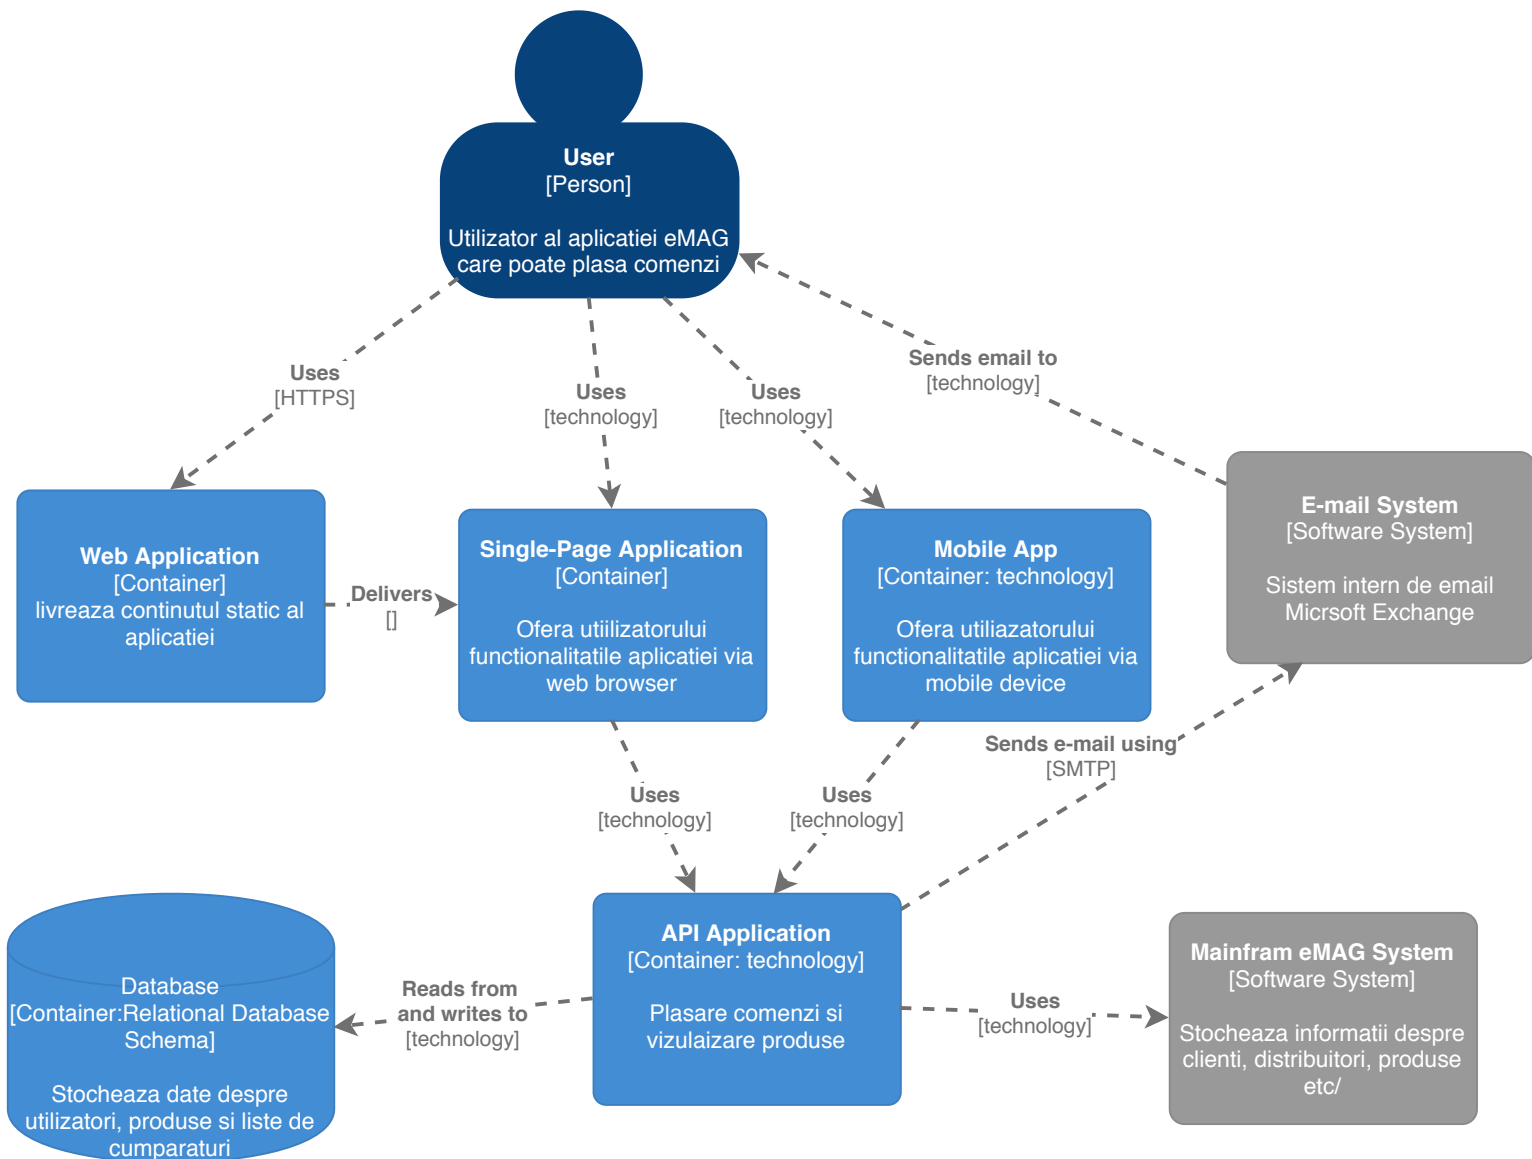 User
[Person]
Utilizator al aplicatiei eMAG
care poate plasa comenzi
Uses
[HTTPS]
Uses
[technology]
Uses
[technology]
Sends email to
[technology]
Web Application
[Container]
livreaza continutul static al
aplicatiei
Delivers
[]
Single-Page Application
[Container]
Ofera utiilizatorului
functionalitatile aplicatiei via
web browser
Mobile App
[Container: technology]
Ofera utiliazatorului
functionalitatile aplicatiei via
mobile device
E-mail System
[Software System]
Sistem intern de email
Micrsoft Exchange
Uses
[technology]
Uses
[technology]
Sends e-mail using
[SMTP]
Database
[Container:Relational Database
Schema]
Stocheaza date despre
utilizatori, produse si liste de
cumparaturi
Reads from
and writes to
[technology]
API Application
[Container: technology]
Plasare comenzi si
vizulaizare produse
Uses
[technology]
Mainfram eMAG System
[Software System]
Stocheaza informatii despre
clienti, distribuitori, produse
etc/